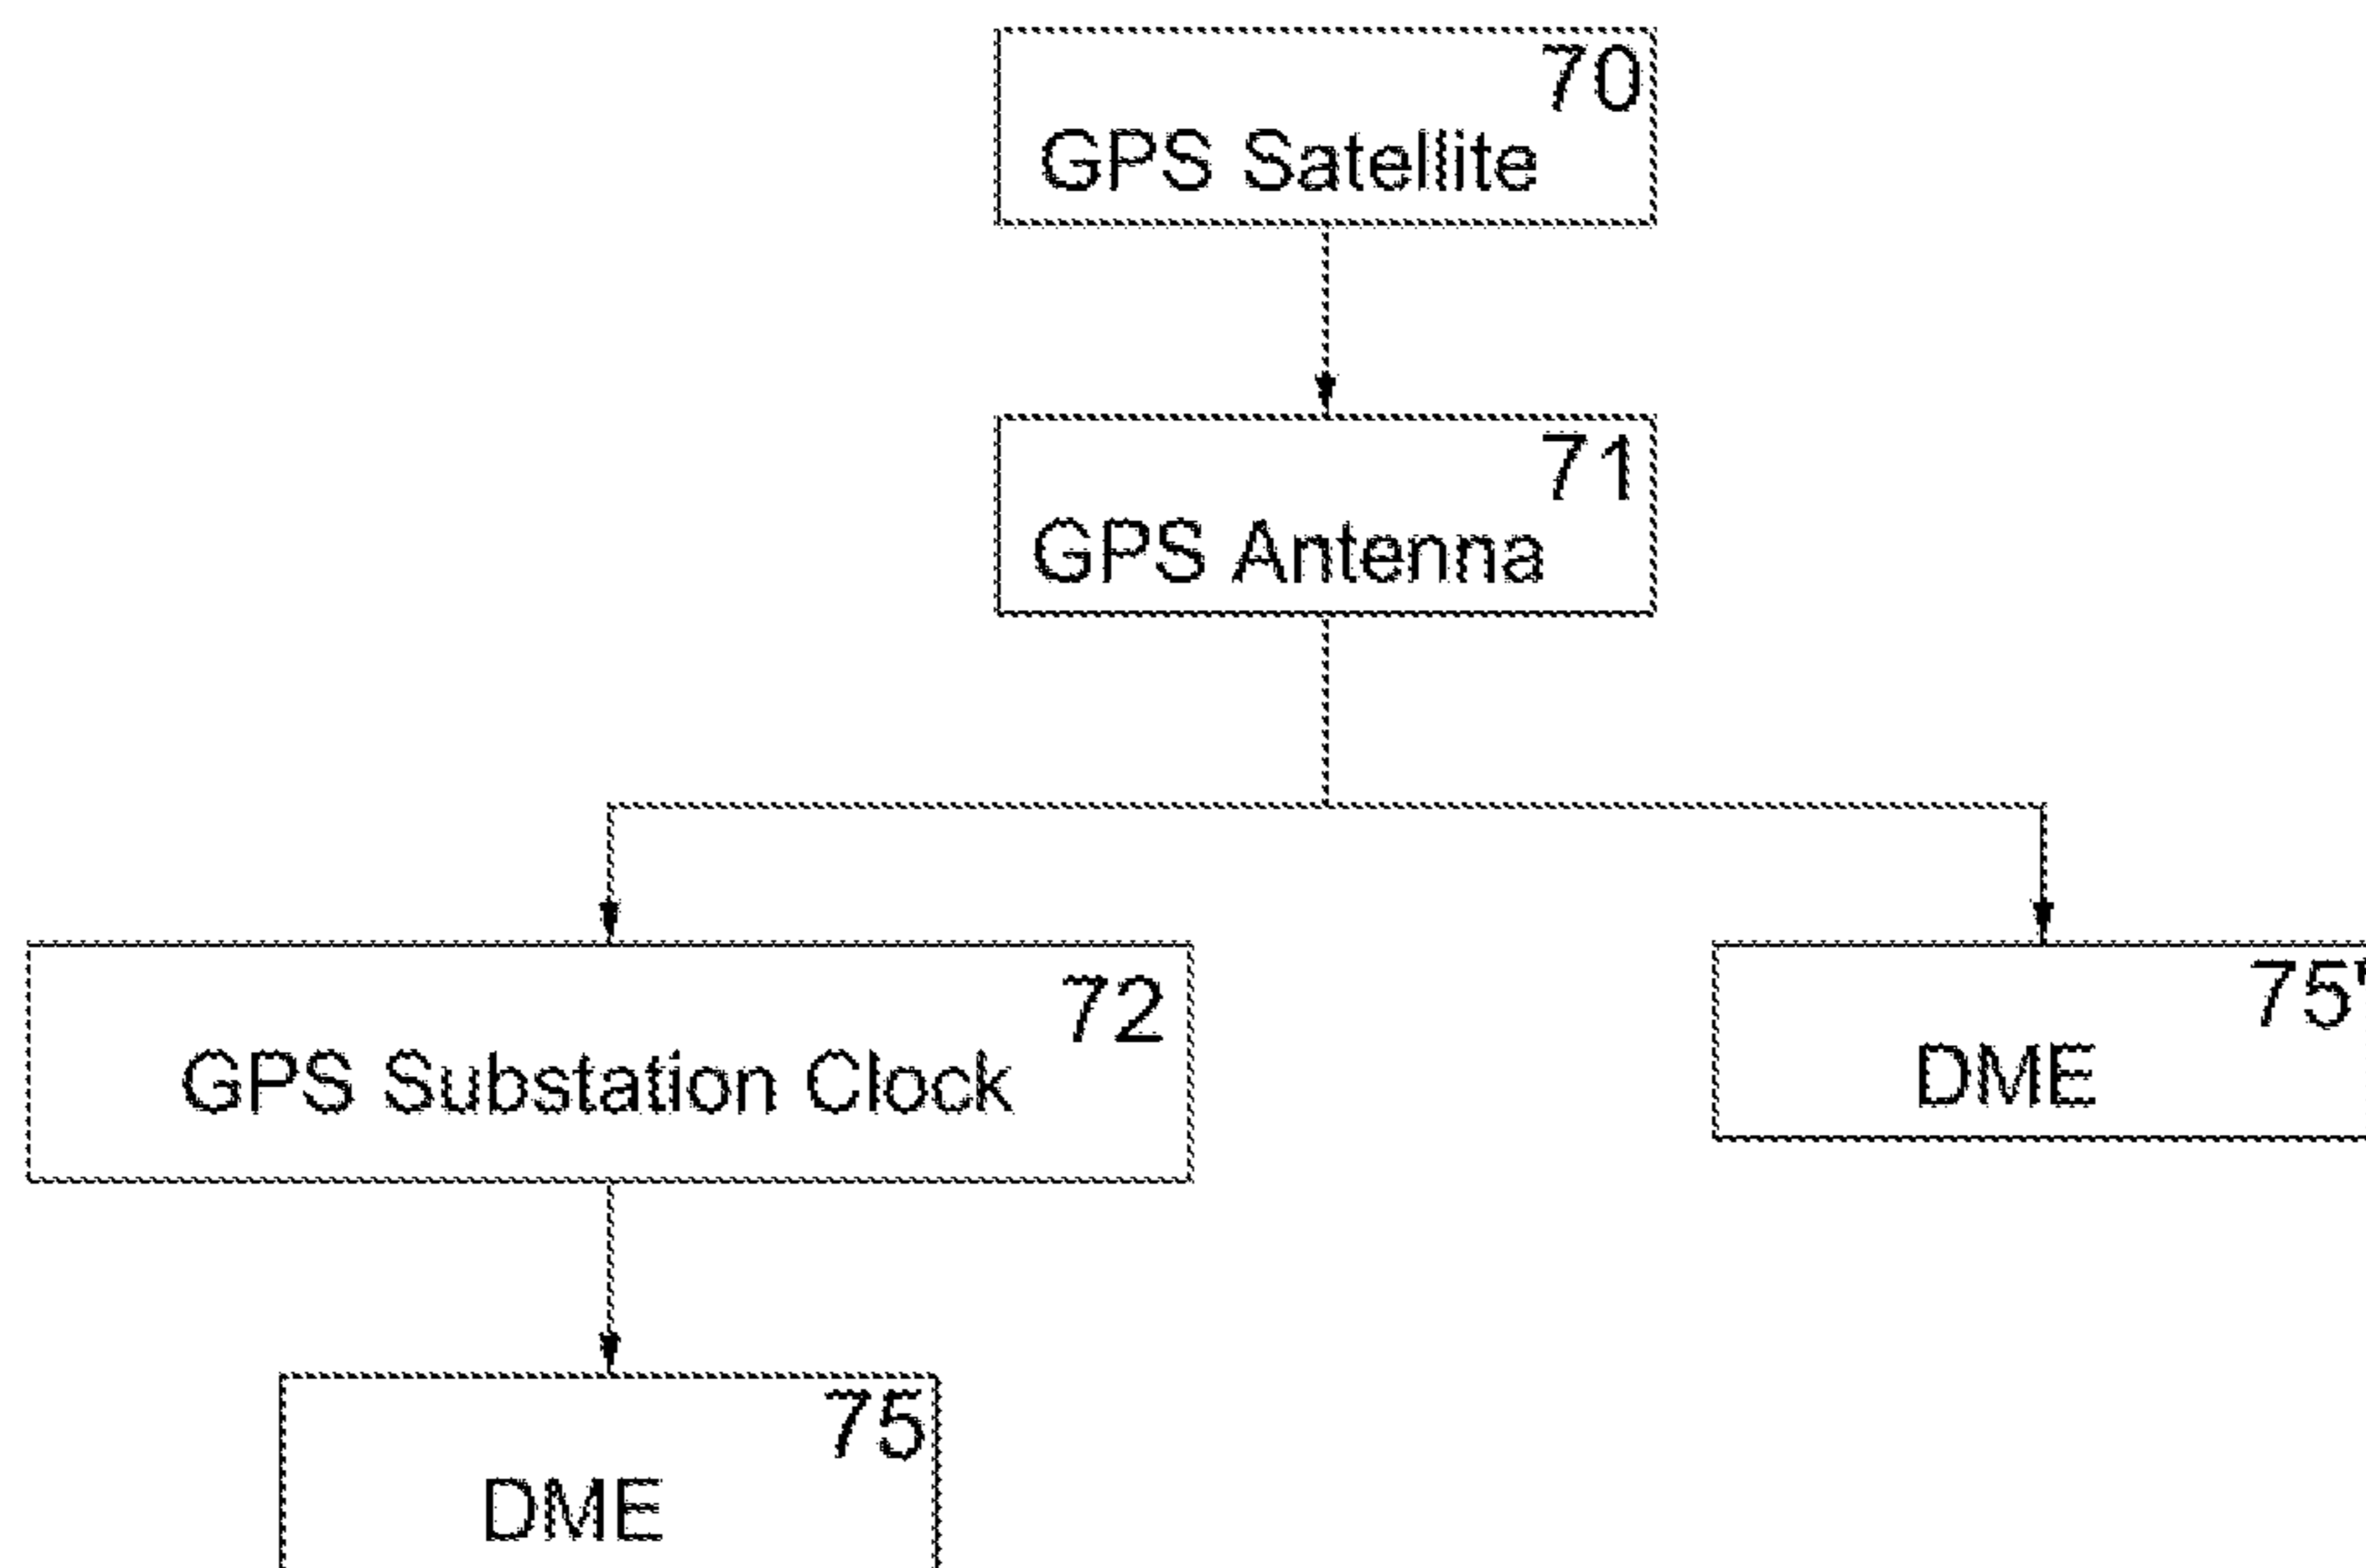 70
GPS Satellite
71
GPS Antenna
72
GPS Substation Clock
75'
DME
75
DME